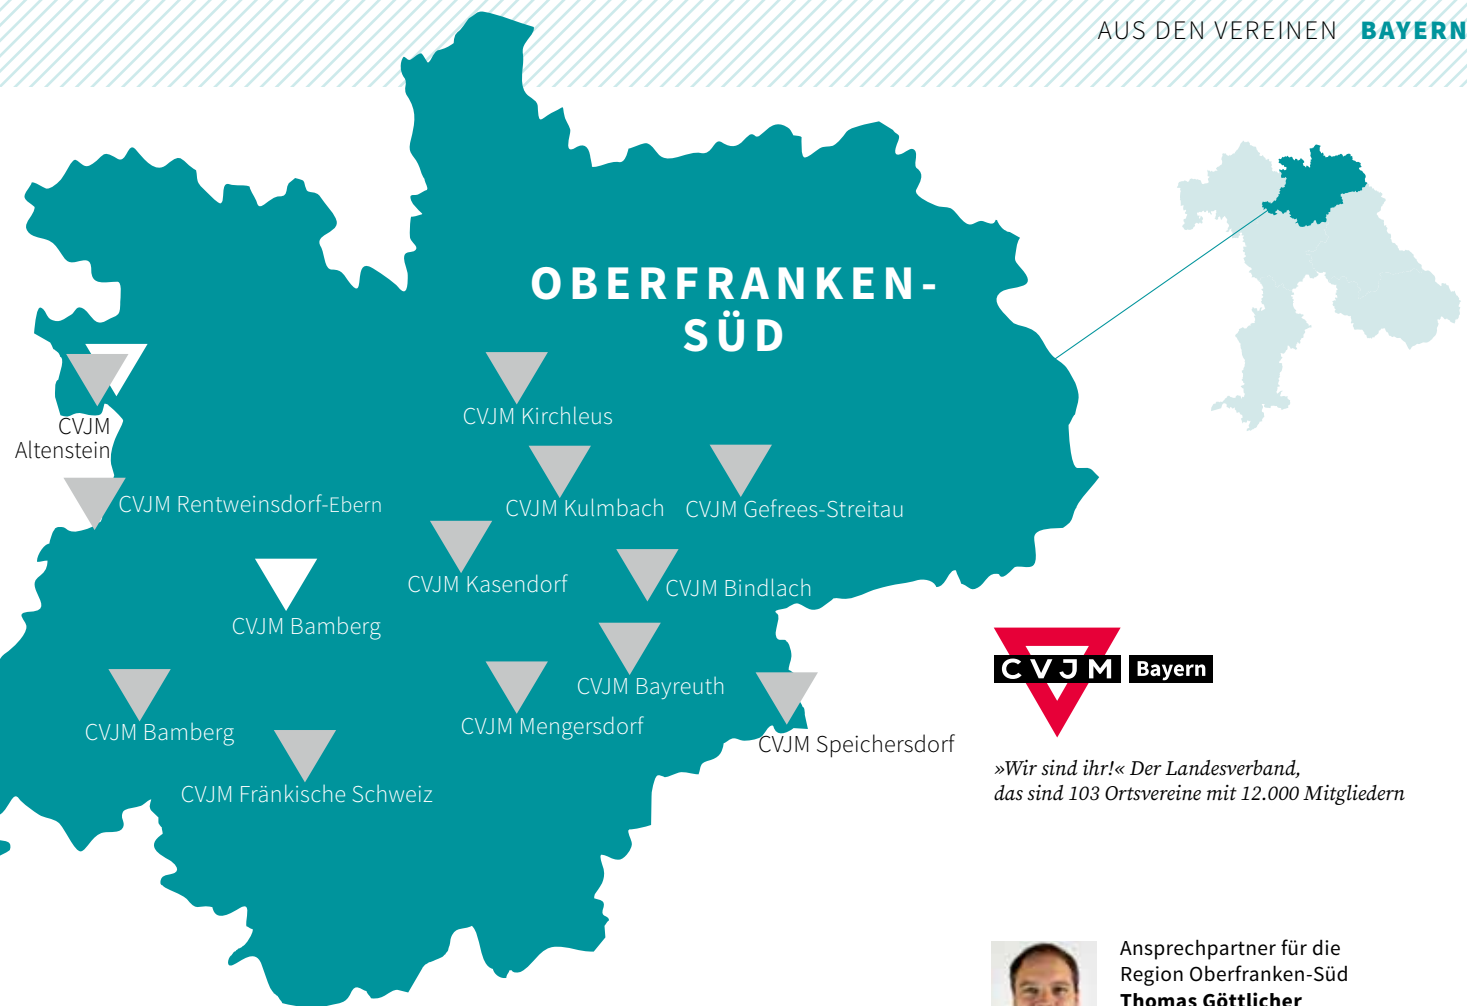 AUS DEN VEREINEN BAYERN
OBERFRANKEN-
SÜD
CVJM Kirchleus
CVJM
Altenstein
CVJM Rentweinsdorf-Ebern
CVJM Kulmbach
CVJM Gefrees-Streitau
CVJM Kasendorf
CVJM Bindlach
CVJM Bamberg
CVJM Bayreuth
CVJM Mengersdorf
CVJM Bamberg
CVJM Speichersdorf
CVJM Fränkische Schweiz
CVJM Bayern
»Wir sind ihr!« Der Landesverband,
das sind 103 Ortsvereine mit 12.000 Mitgliedern
Ansprechpartner für die
Region Oberfranken-Süd
Thomas Göttlicher